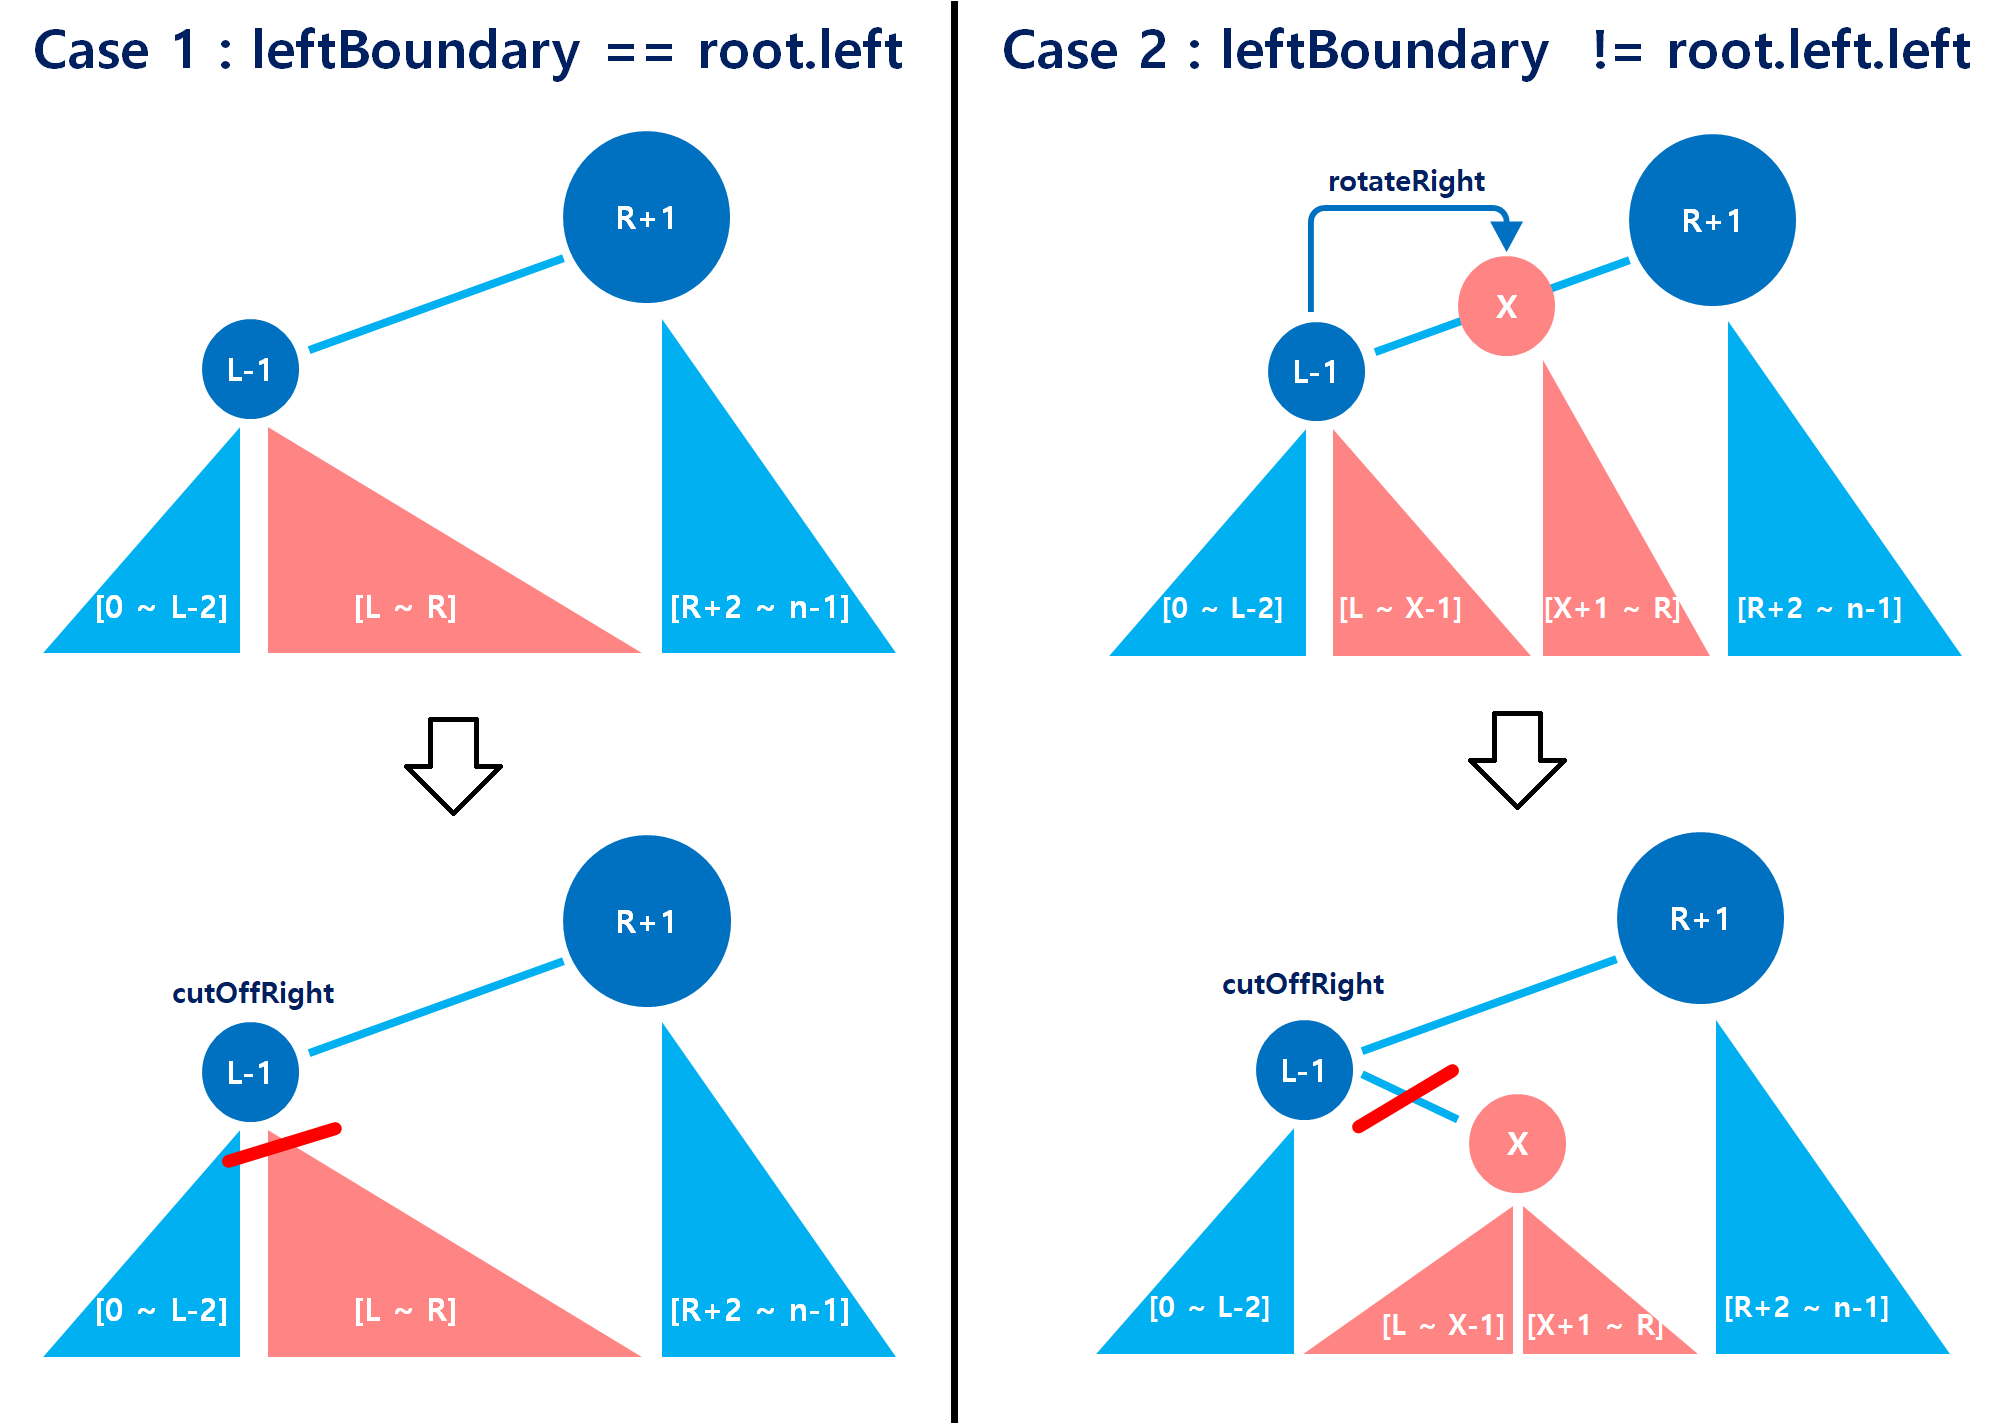 Case 1 : leftBoundary == root.left
R+1
L-1
[0 ~ L-2]
[L ~ R]
[R+2 ~ n-1]
cutOffRight
R+1
L-1
[0 ~ L-2]
[L ~ R]
[R+2 ~ n-1]
Case 2 : leftBoundary != root.left.left
rotateRight
R+1
X
L-1
[0 ~ L-2]
[L ~ X-1]
[X+1 ~ R]
[R+2 ~ n-1]
R+1
cutOffRight
L-1
X
[0 ~ L-2]
[L ~ X-1]
[X+1 ~ R]
[R+2 ~ n-1]